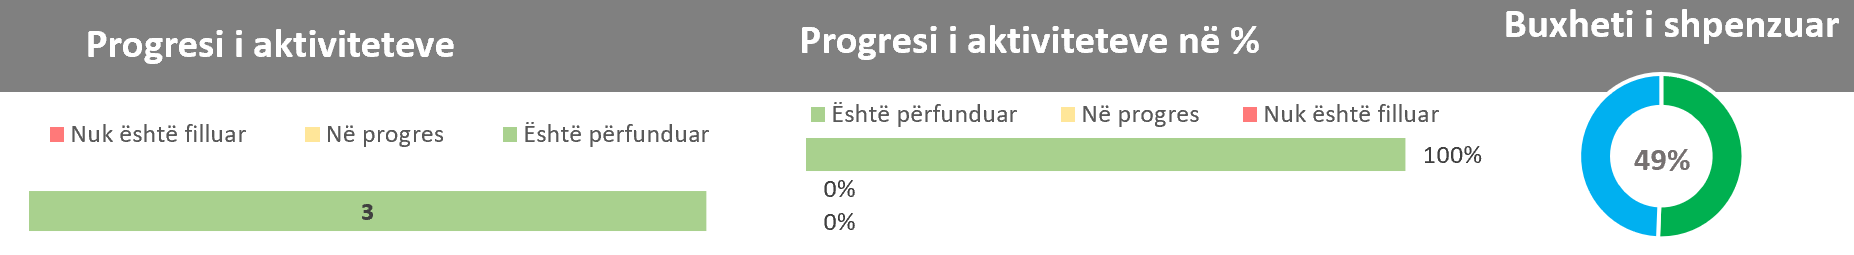 Progresi i aktiviteteve
Nuk është filluar
Në progres
Është përfunduar
3
Progresi i aktiviteteve në %
Është përfunduar
Në progres
Nuk është filluar
100%
0%
0%
Buxheti i shpenzuar
49%